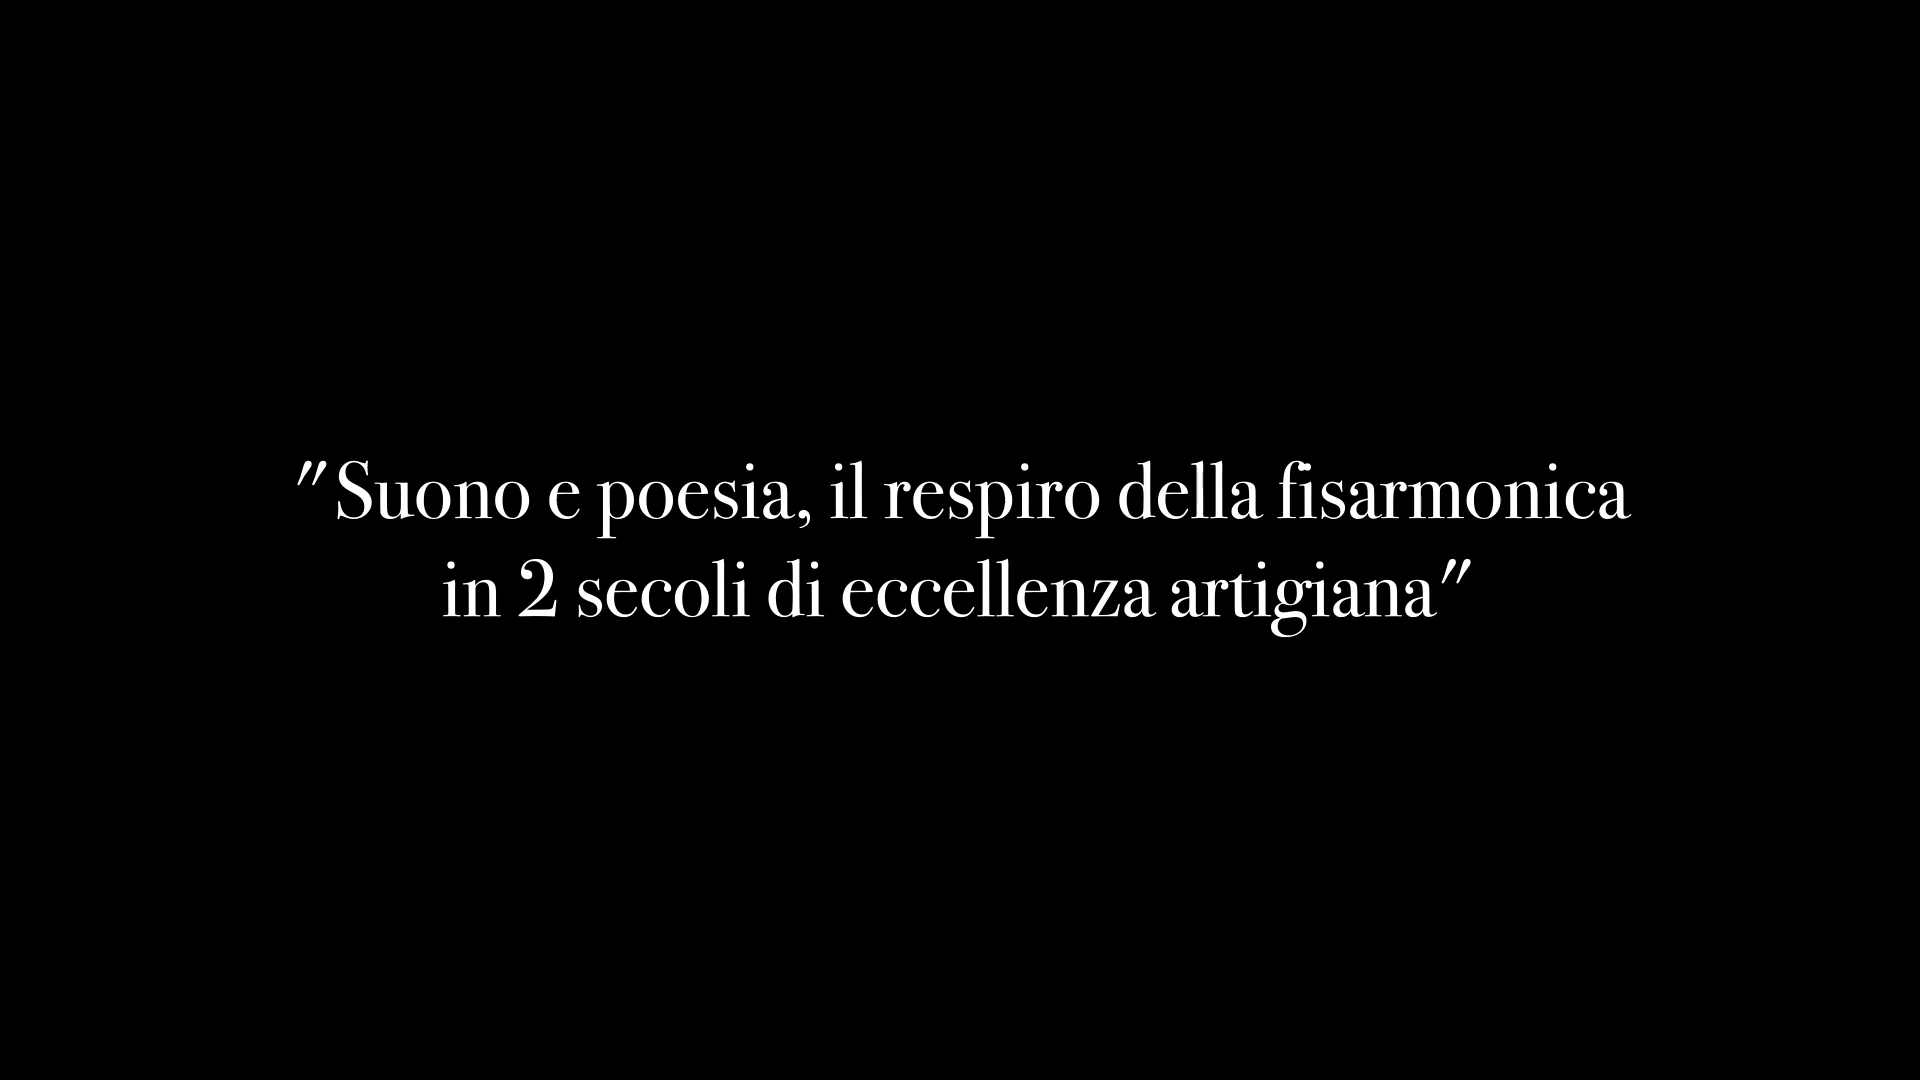 "Suono e poesia, il respiro della fisarmonica
in 2 secoli di eccellenza artigiana"